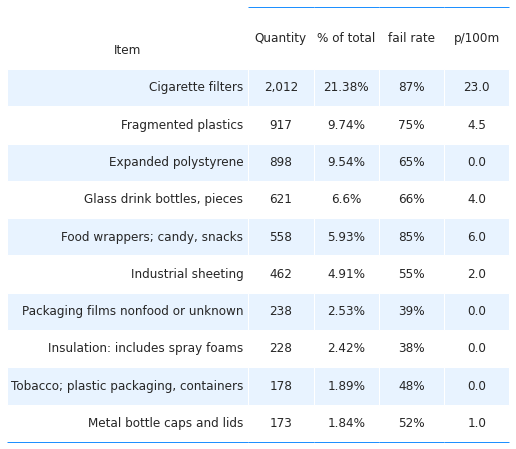 Item Quantity % of total fail rate p/100m
Cigarette filters 2,012 21.38% 87% 23.0
Fragmented plastics 917 9.74% 75% 4.5
Expanded polystyrene 898 9.54% 65% 0.0
Glass drink bottles, pieces 621 6.6% 66% 4.0
Food wrappers; candy, snacks 558 5.93% 85% 6.0
Industrial sheeting 462 4.91% 55% 2.0
Packaging films nonfood or unknown 238 2.53% 39% 0.0
Insulation: includes spray foams 228 2.42% 38% 0.0
Tobacco; plastic packaging, containers 178 1.89% 48% 0.0
Metal bottle caps and lids 173 1.84% 52% 1.0